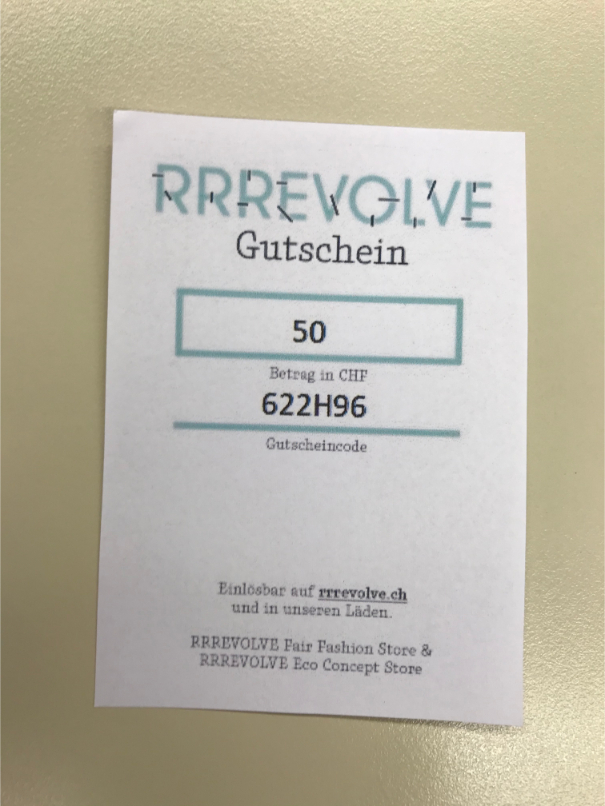 RRREVOLVE
Gutschein
50
Betrag in CHF
622H96
Gutscheincode
Einlösbar auf rrrevolve.ch
und in unseren Läden.
RRREVOLVE Fair Fashion Store &
RRREVOLVE Eco Concept Store